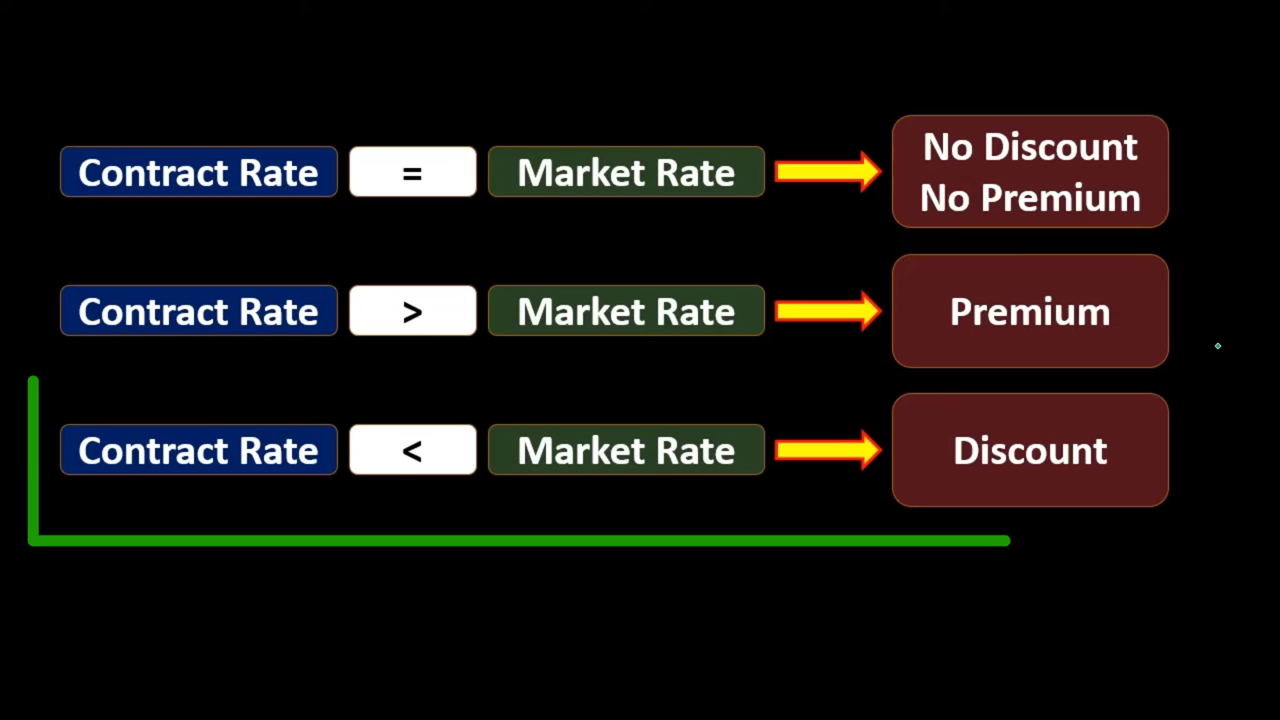 Contract Rate = Market Rate No Discount
No Premium
Contract Rate > Market Rate Premium
Contract Rate < Market Rate Discount